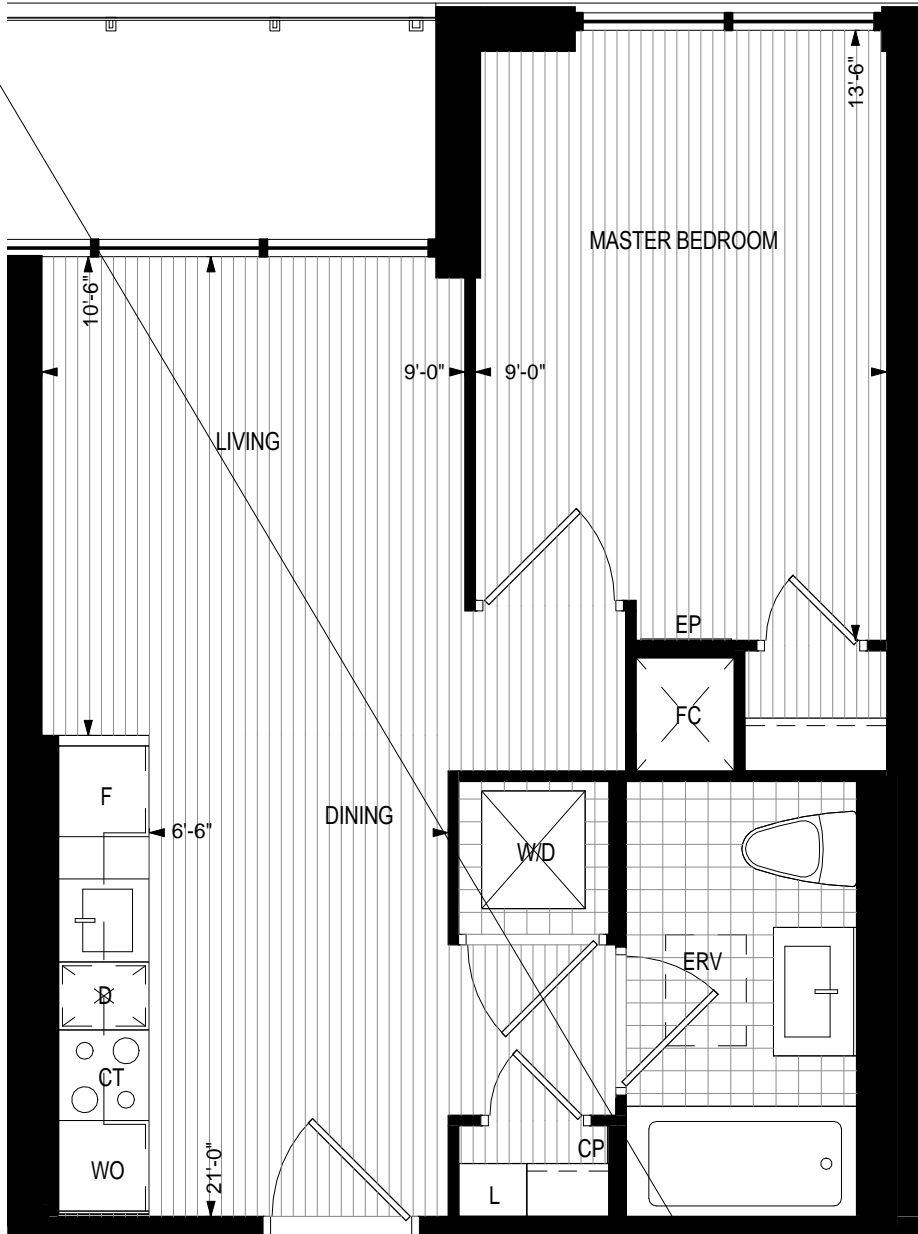 13'-6"
MASTER BEDROOM
10'-6"
9'-0"
9'-0"
LIVING
EP
FC
F
6'-6"
DINING
W/D
ERV
D
CT
CP
WO
21'-0"
L